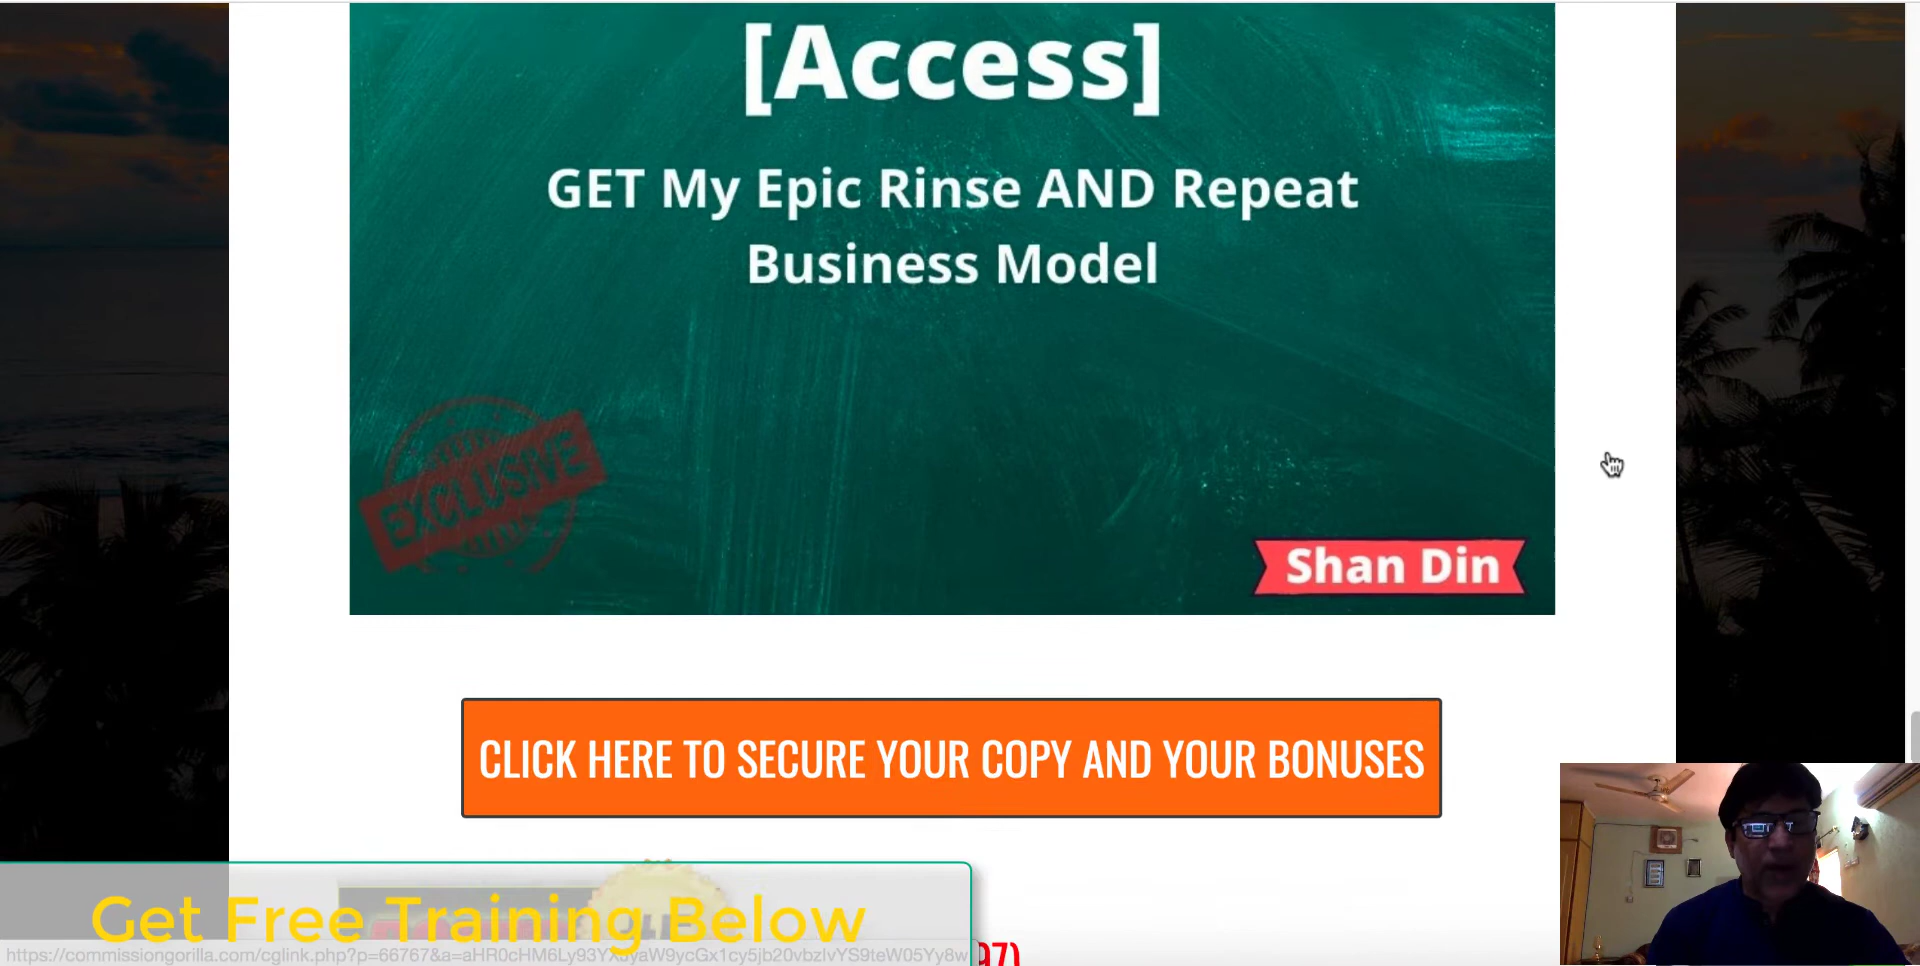 [Access]
GET My Epic Rinse AND Repeat
Business Model
EXCLUSIVE
Shan Din
CLICK HERE TO SECURE YOUR COPY AND YOUR BONUSES
Get Free Training Below
97)